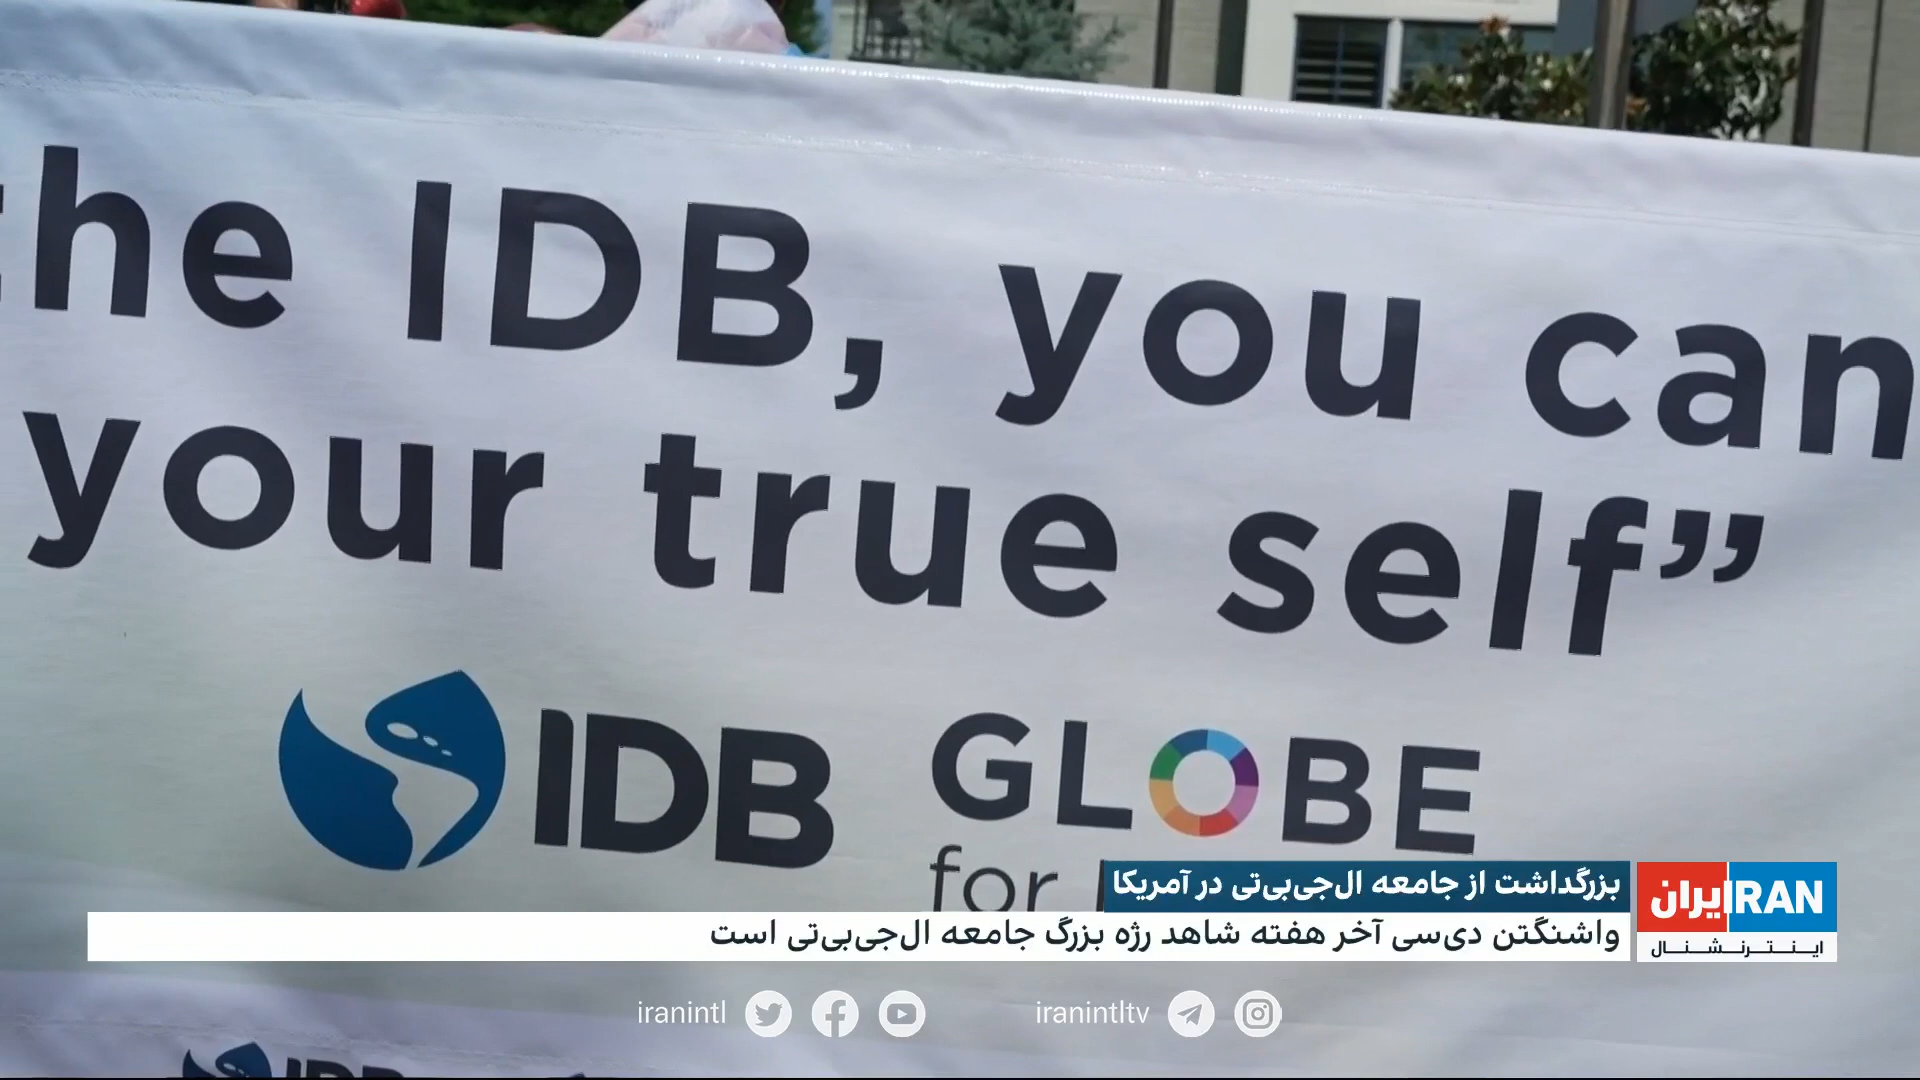 he IDB, you can
your true self”
IDB GLOBE
for
بزرگداشت از جامعه ال‌جی‌بی‌تی در آمریکا
واشنگتن دی‌سی آخر هفته شاهد رژه بزرگ جامعه ال‌جی‌بی‌تی است
ایران IRAN
اینترنشنال
iranintl iranintltv
IDB